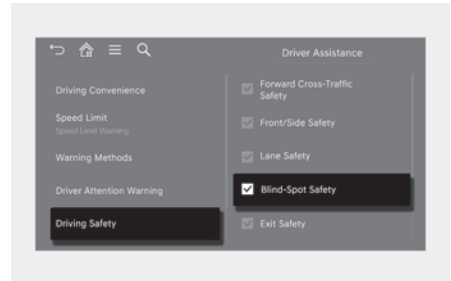 Driver Assistance
Driving Convenience
Speed Limit
Speed Limit Warning
Warning Methods
Driver Attention Warning
Driving Safety
Forward Cross-Traffic
Safety
Front/Side Safety
Lane Safety
Blind-Spot Safety
Exit Safety